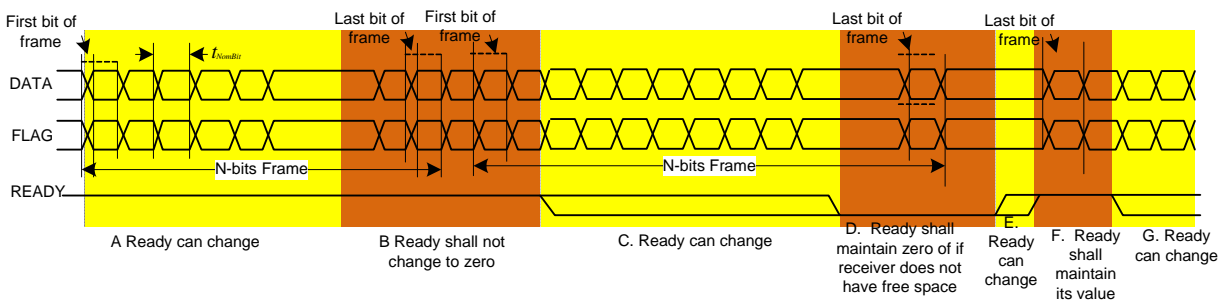 First bit of
frame
t_NomBit
Last bit of
frame
First bit of
frame
Last bit of
frame
Last bit of
frame
DATA
FLAG
N-bits Frame
N-bits Frame
READY
A Ready can change
B Ready shall not
change to zero
C. Ready can change
D. Ready shall
maintain zero of if
receiver does not
have free space
E.
Ready
can
change
F. Ready
shall
maintain
its value
G. Ready
can change